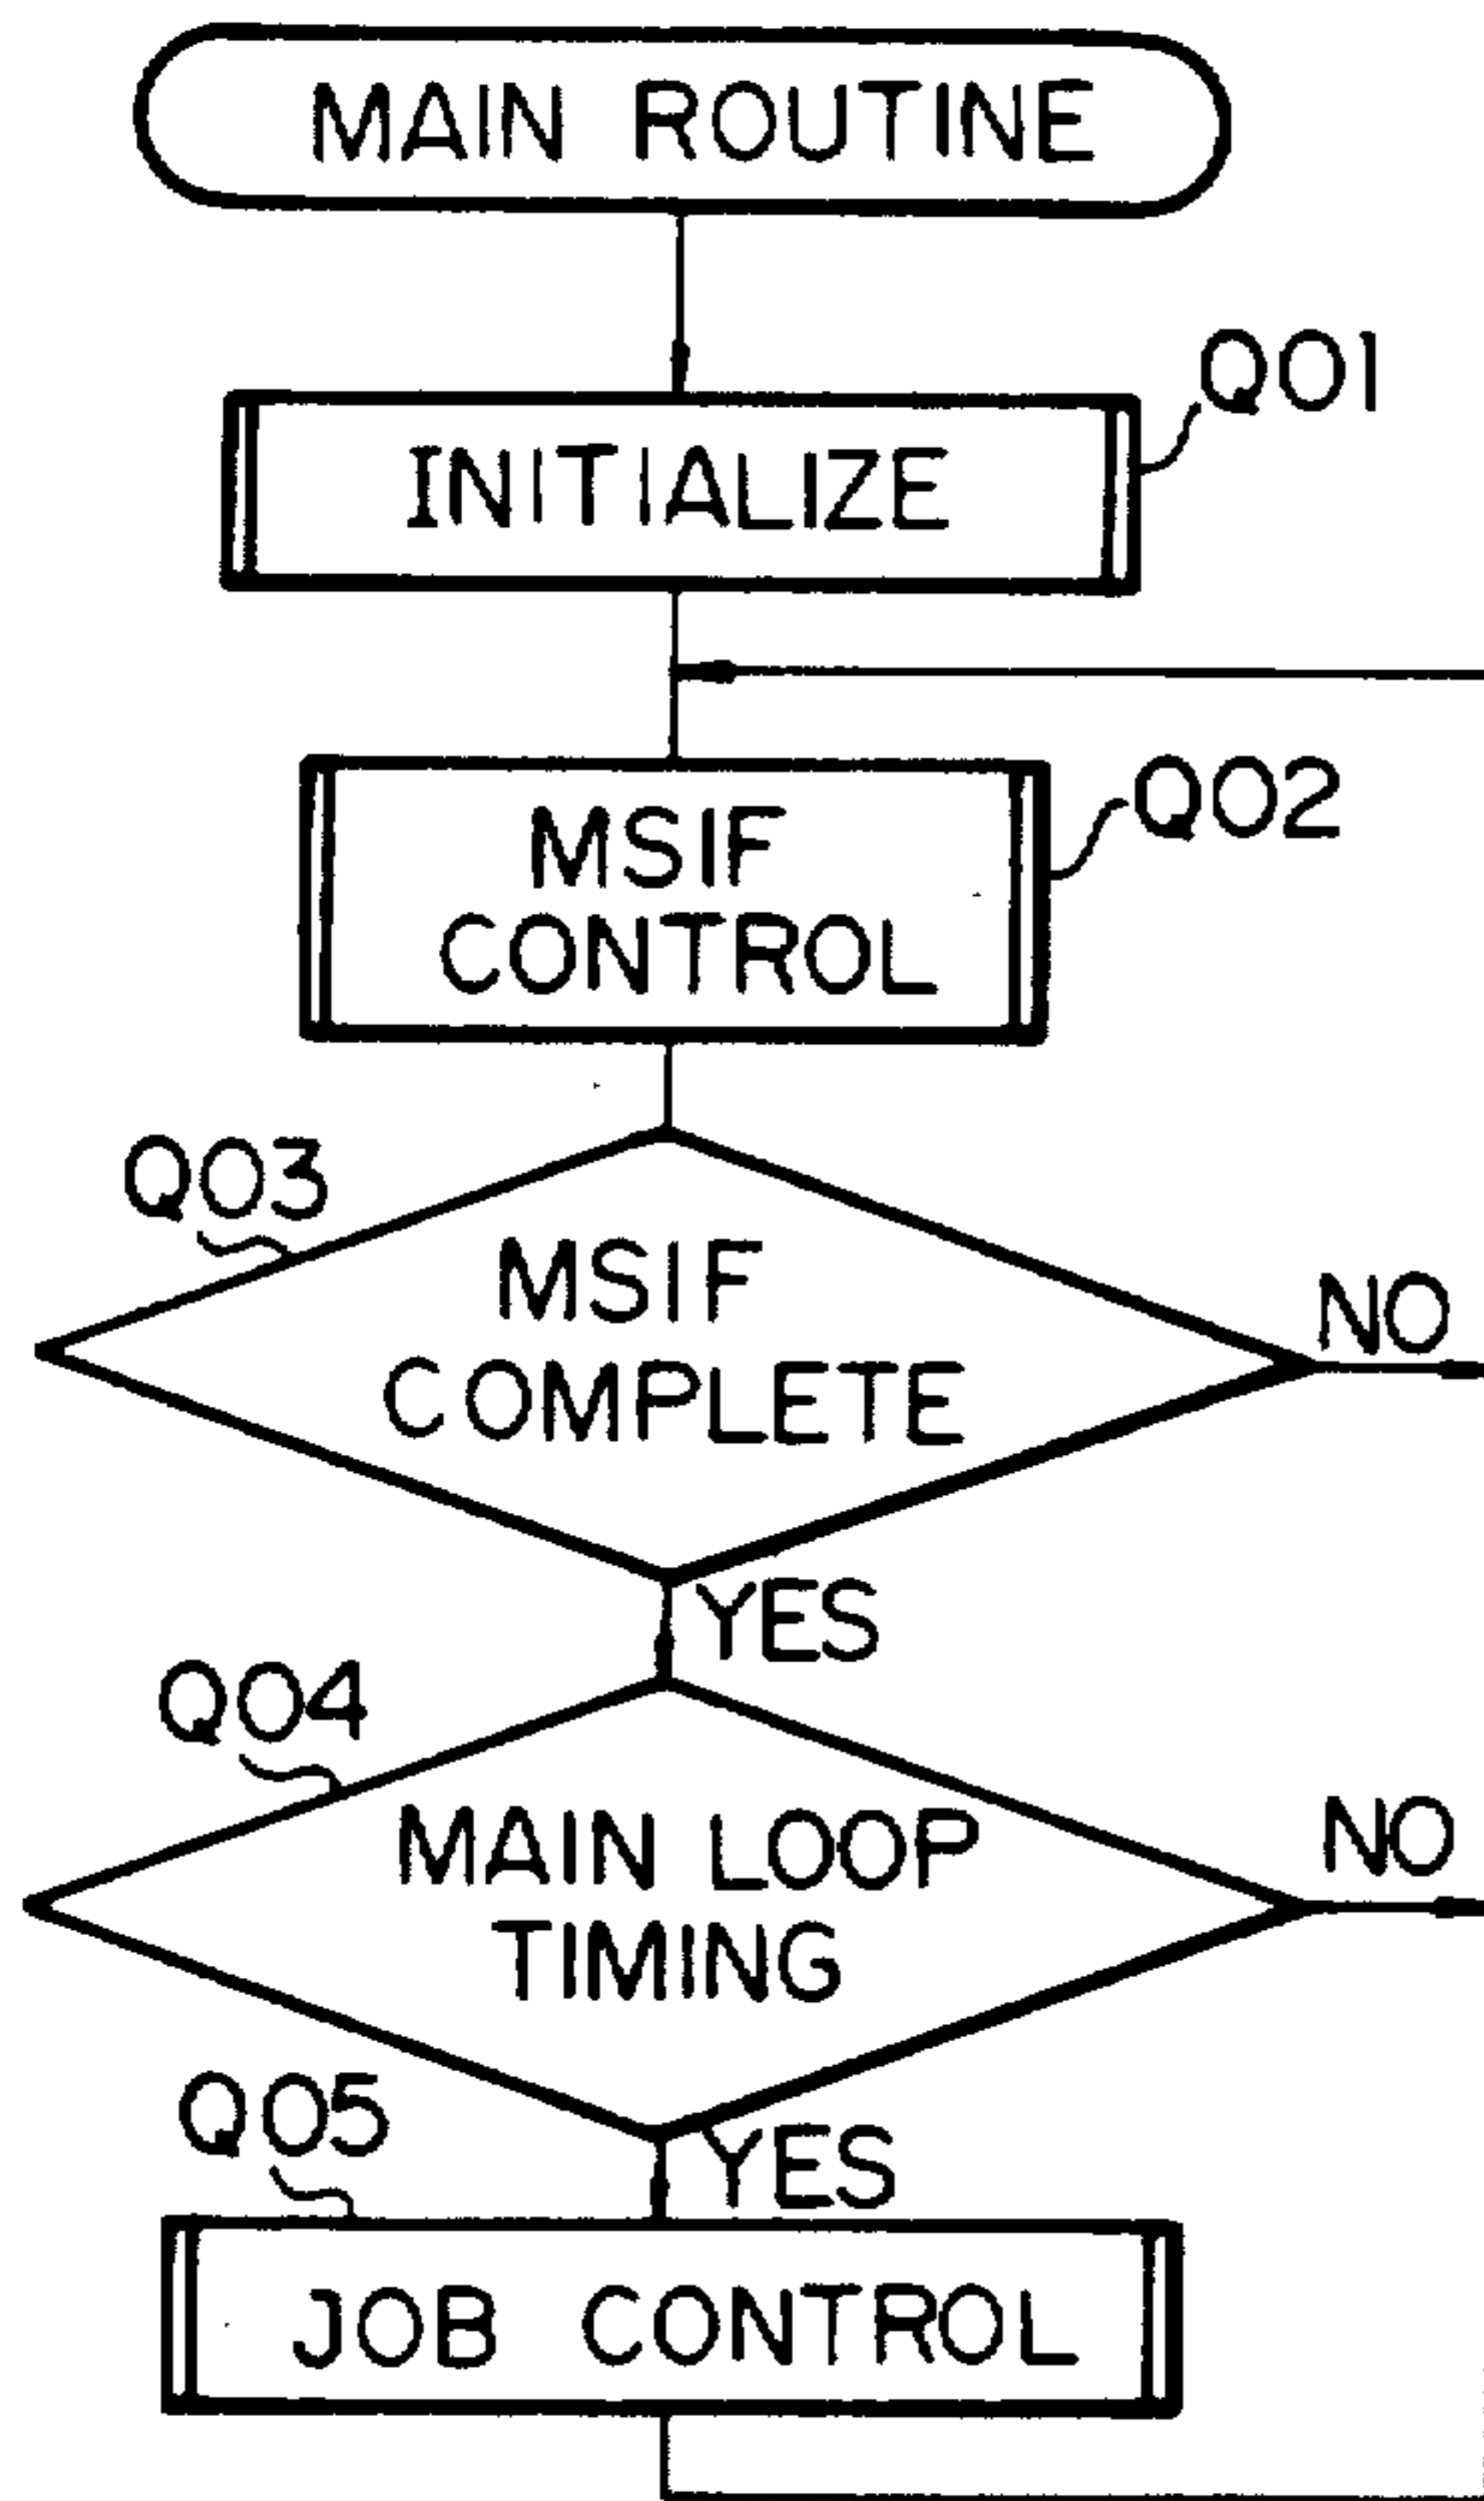 MAIN ROUTINE
Q01
INITIALIZE
Q02
MSIF
CONTROL
Q03
MSIF
COMPLETE
NO
YES
Q04
MAIN LOOP
TIMING
NO
YES
Q05
JOB CONTROL